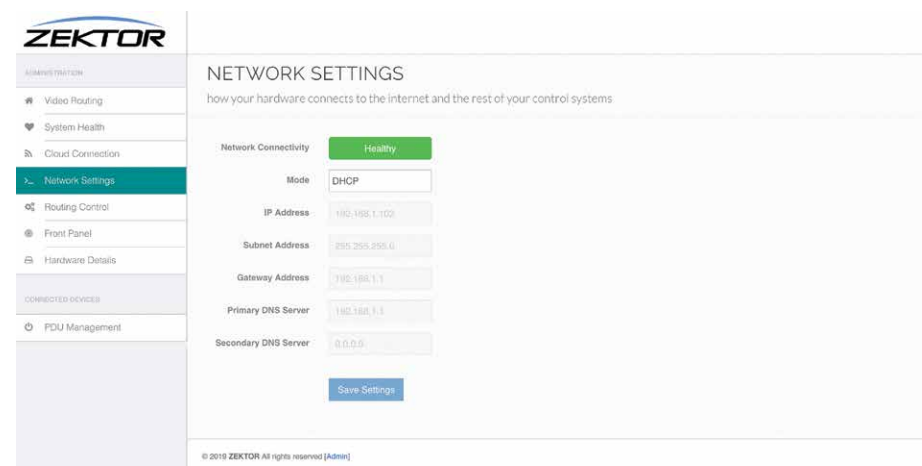 ZEKTOR
ADMINISTRATION
Video Routing
System Health
Cloud Connection
Network Settings
Routing Control
Front Panel
Hardware Details
CONNECTED DEVICES
PDU Management
NETWORK SETTINGS
how your hardware connects to the internet and the rest of your control systems
Network Connectivity Healthy
Mode DHCP
IP Address 192.168.1.102
Subnet Address 255.255.255.0
Gateway Address 192.168.1.1
Primary DNS Server 192.168.1.1
Secondary DNS Server 0.0.0.0
Save Settings
© 2019 ZEKTOR All rights reserved [Admin]